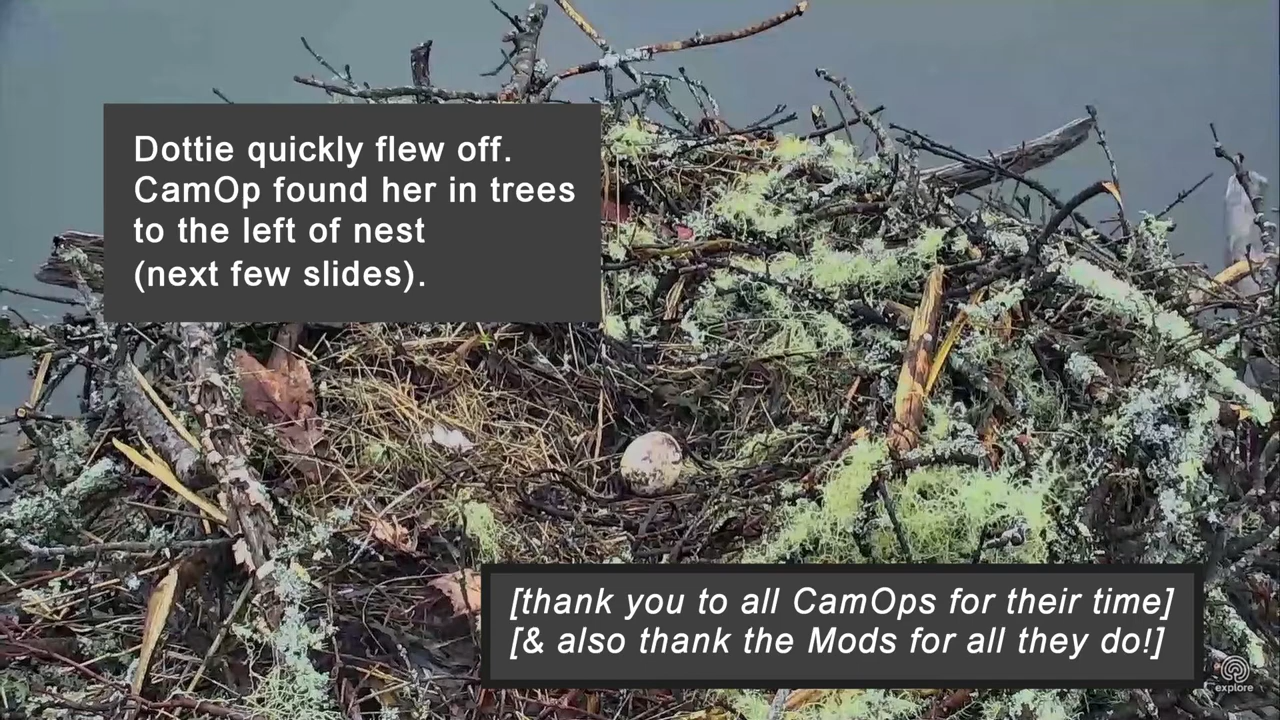 Dottie quickly flew off.
CamOp found her in trees
to the left of nest
(next few slides).
[thank you to all CamOps for their time]
[& also thank the Mods for all they do!]
explore